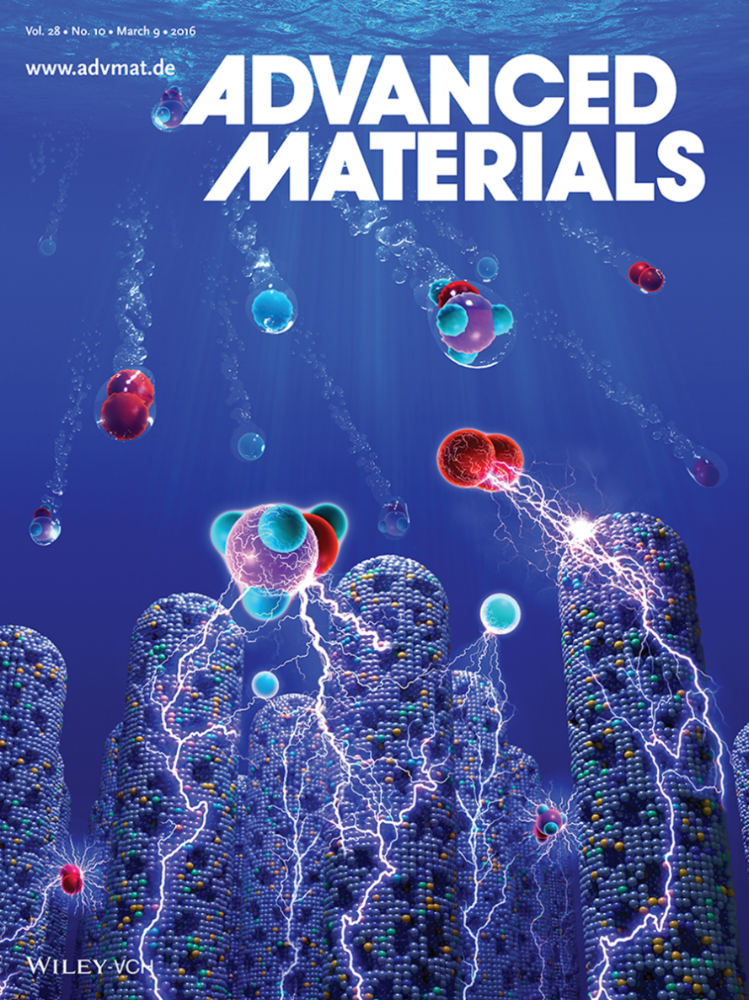 Vol. 28 • No. 10 • March 9 • 2016
www.advmat.de
ADVANCED
MATERIALS
WILEY-VCH